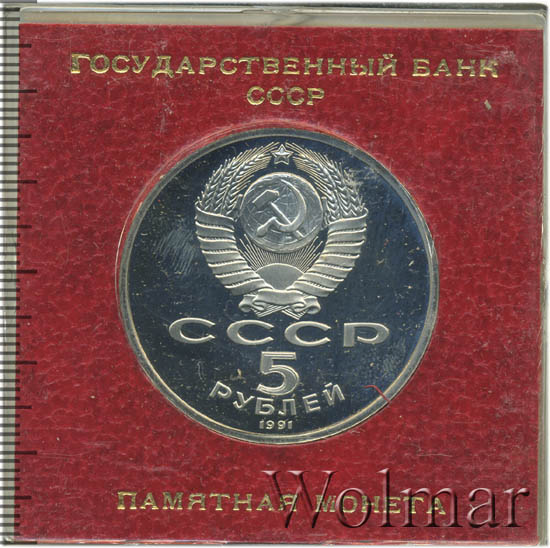 ГОСУДАРСТВЕННЫЙ БАНК
СССР
СССР
5
РУБЛЕЙ
1991
ПАМЯТНАЯ МОНЕТА
Wolmar